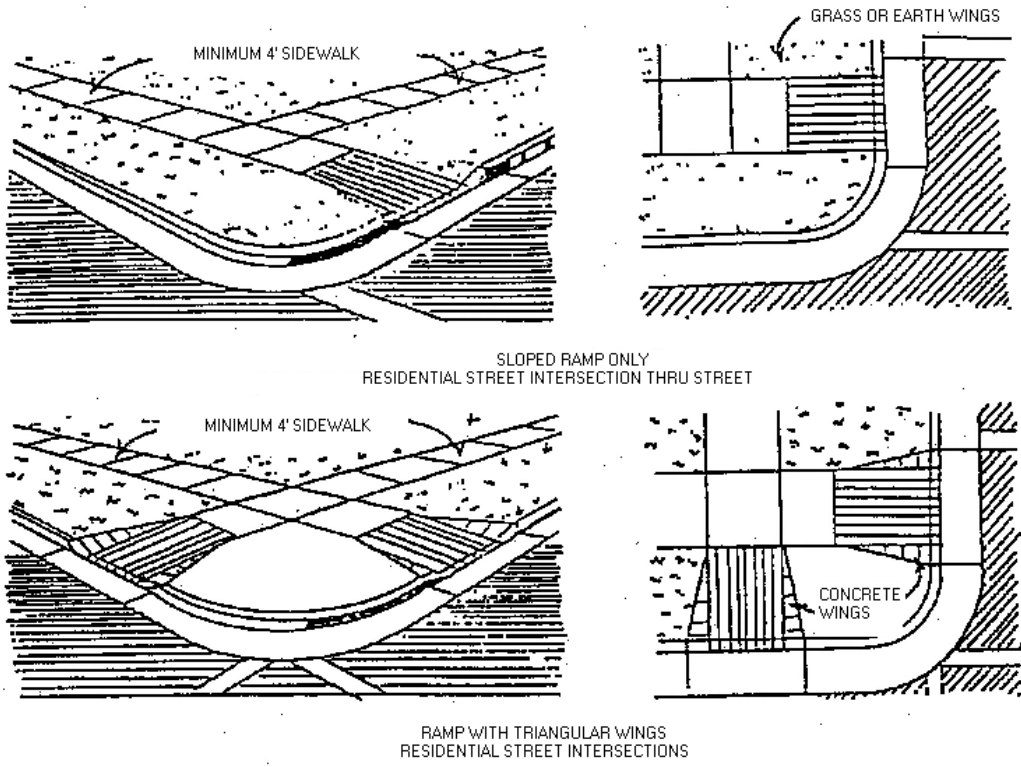 GRASS OR EARTH WINGS
MINIMUM 4' SIDEWALK
SLOPED RAMP ONLY
RESIDENTIAL STREET INTERSECTION THRU STREET
MINIMUM 4' SIDEWALK
CONCRETE
WINGS
RAMP WITH TRIANGULAR WINGS
RESIDENTIAL STREET INTERSECTIONS